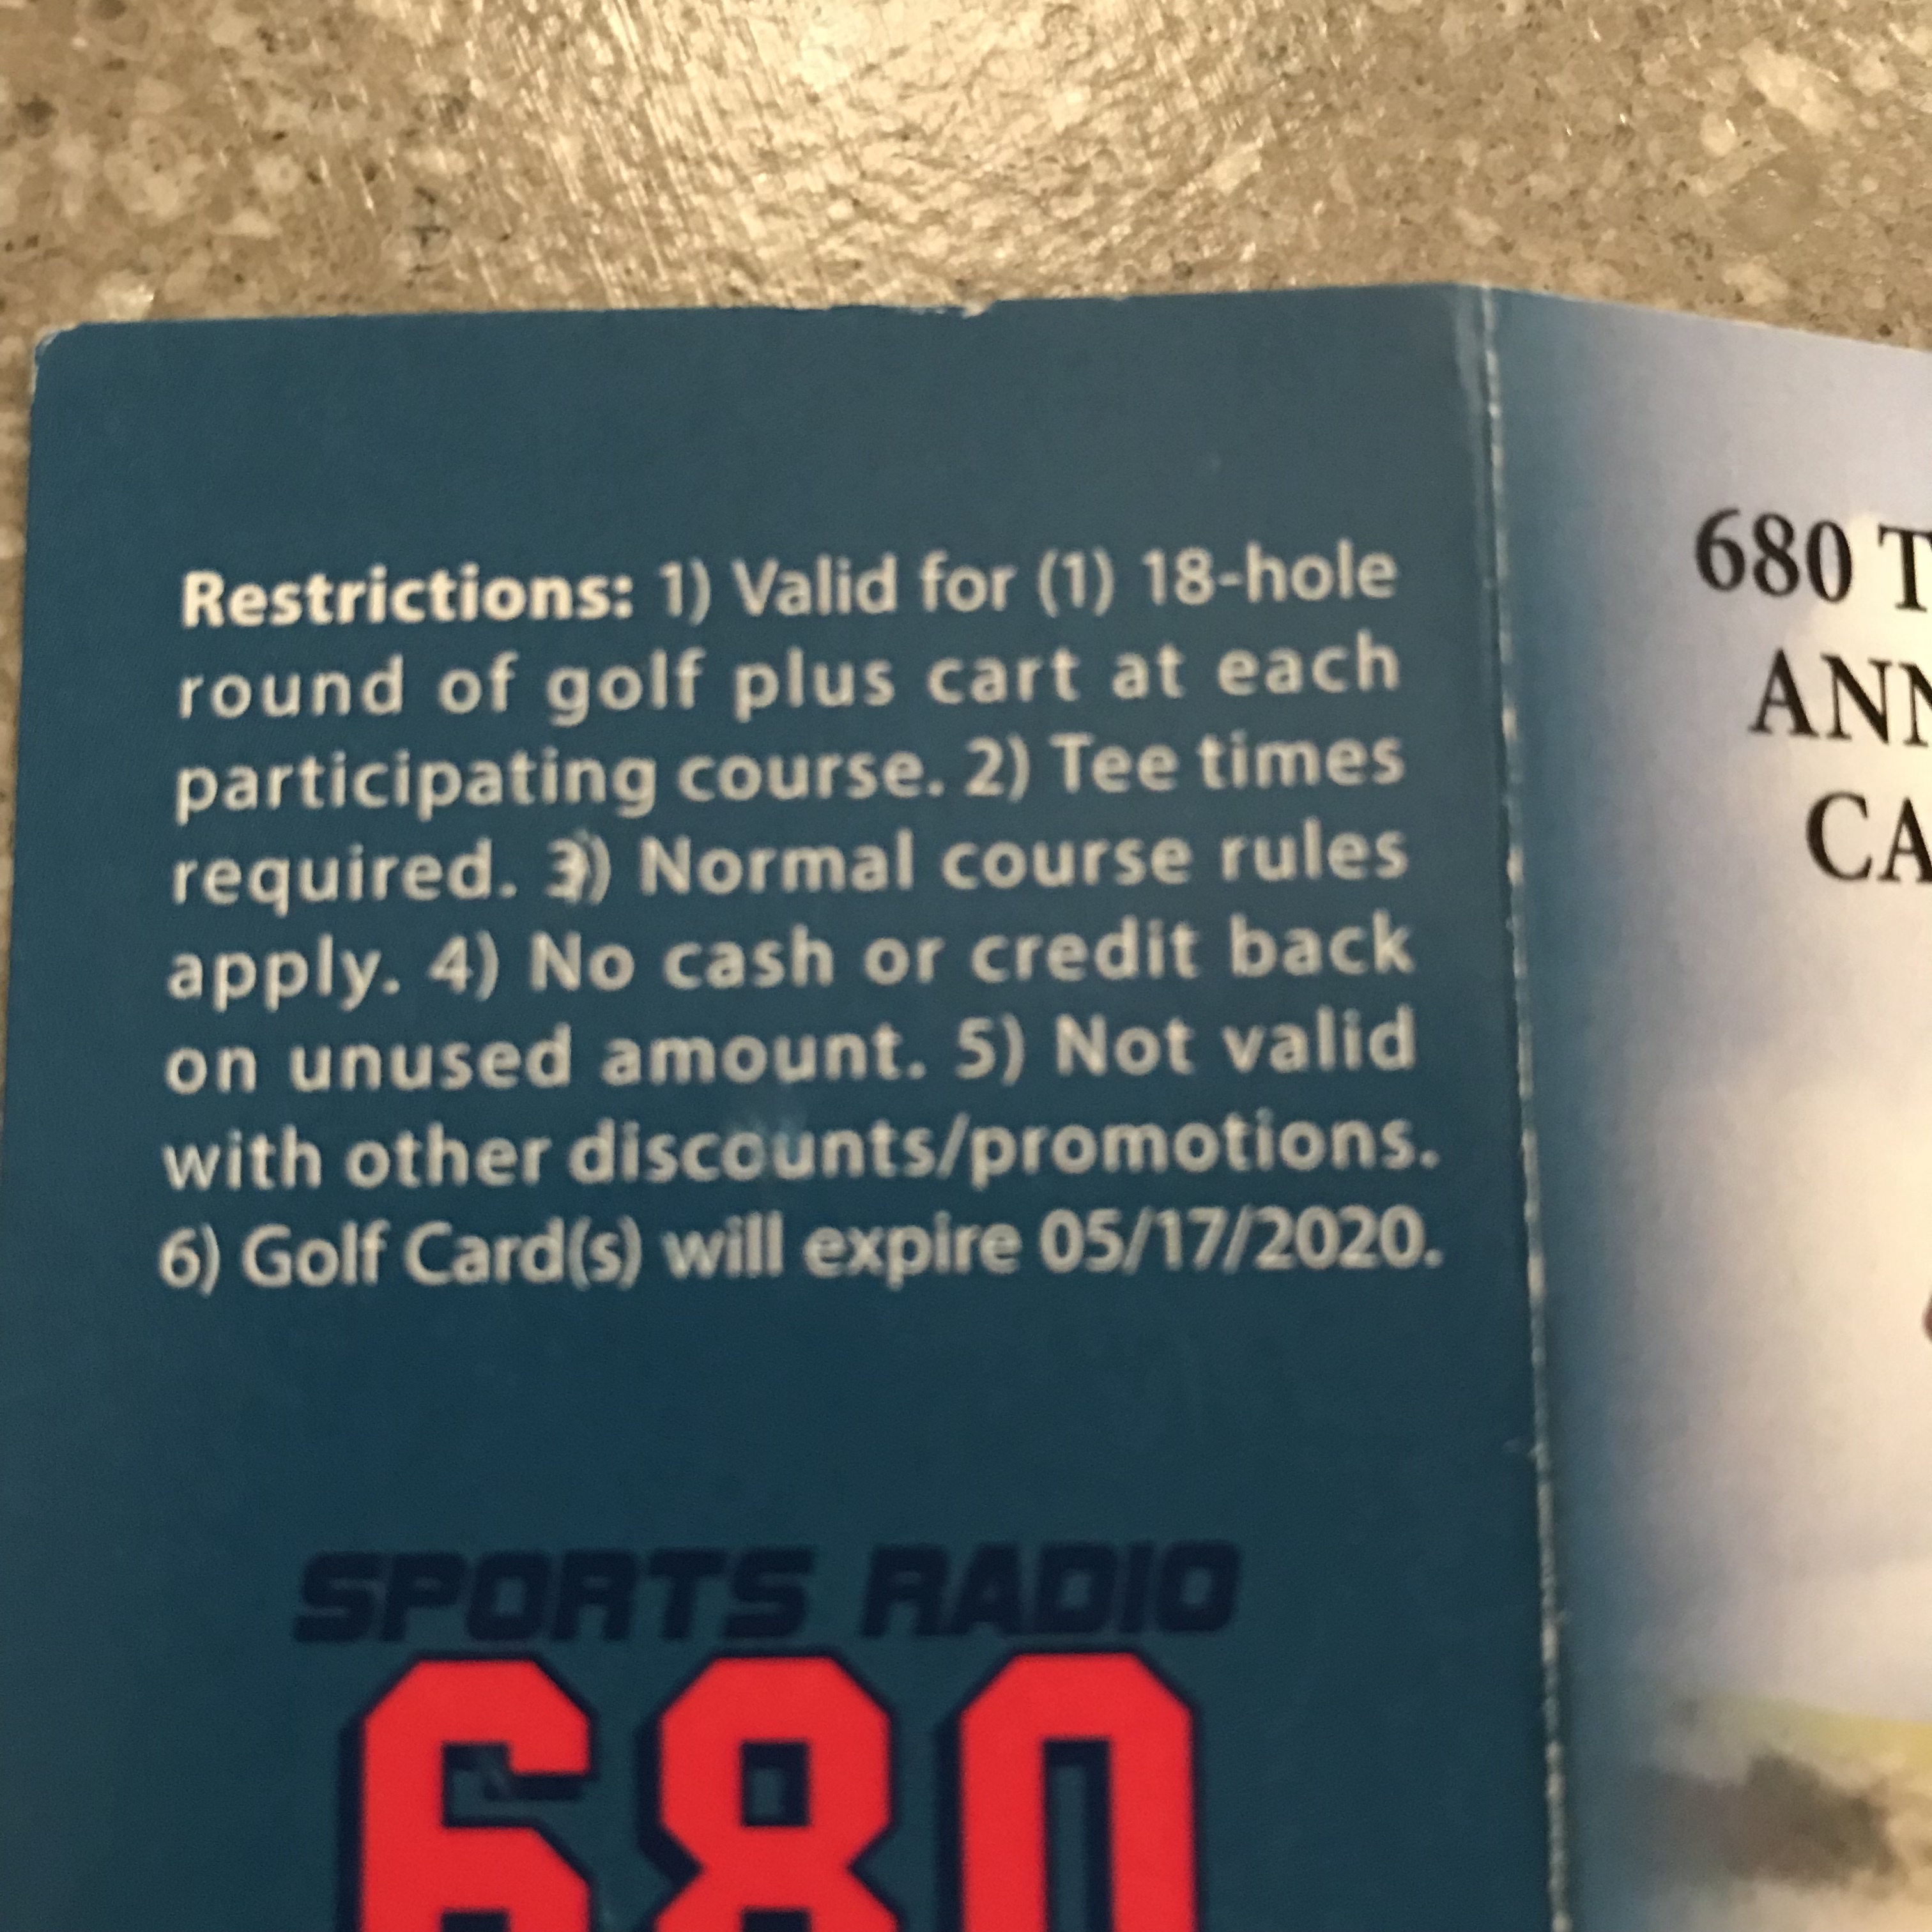 Restrictions: 1) Valid for (1) 18-hole
round of golf plus cart at each
participating course. 2) Tee times
required. 3) Normal course rules
apply. 4) No cash or credit back
on unused amount. 5) Not valid
with other discounts/promotions.
6) Golf Card(s) will expire 05/17/2020.
SPORTS RADIO
680
680